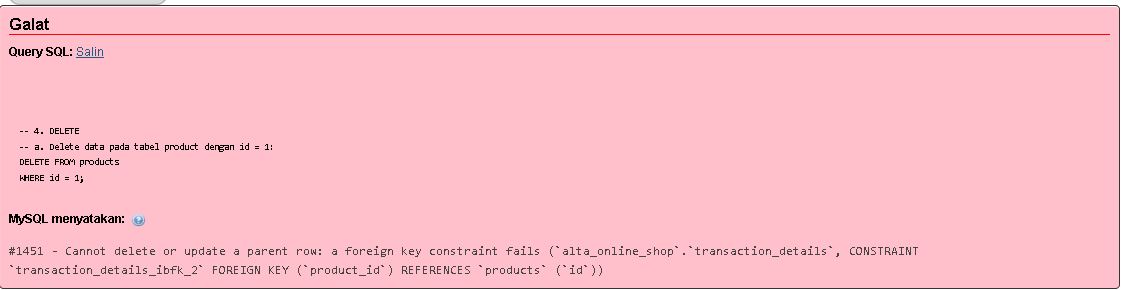 Galat
Query SQL: Salin
-- 4. DELETE
-- a. Delete data pada tabel product dengan id = 1:
DELETE FROM products
WHERE id = 1;
MySQL menyatakan:
#1451 - Cannot delete or update a parent row: a foreign key constraint fails (`alta_online_shop`.`transaction_details`, CONSTRAINT
`transaction_details_ibfk_2` FOREIGN KEY (`product_id`) REFERENCES `products` (`id`))